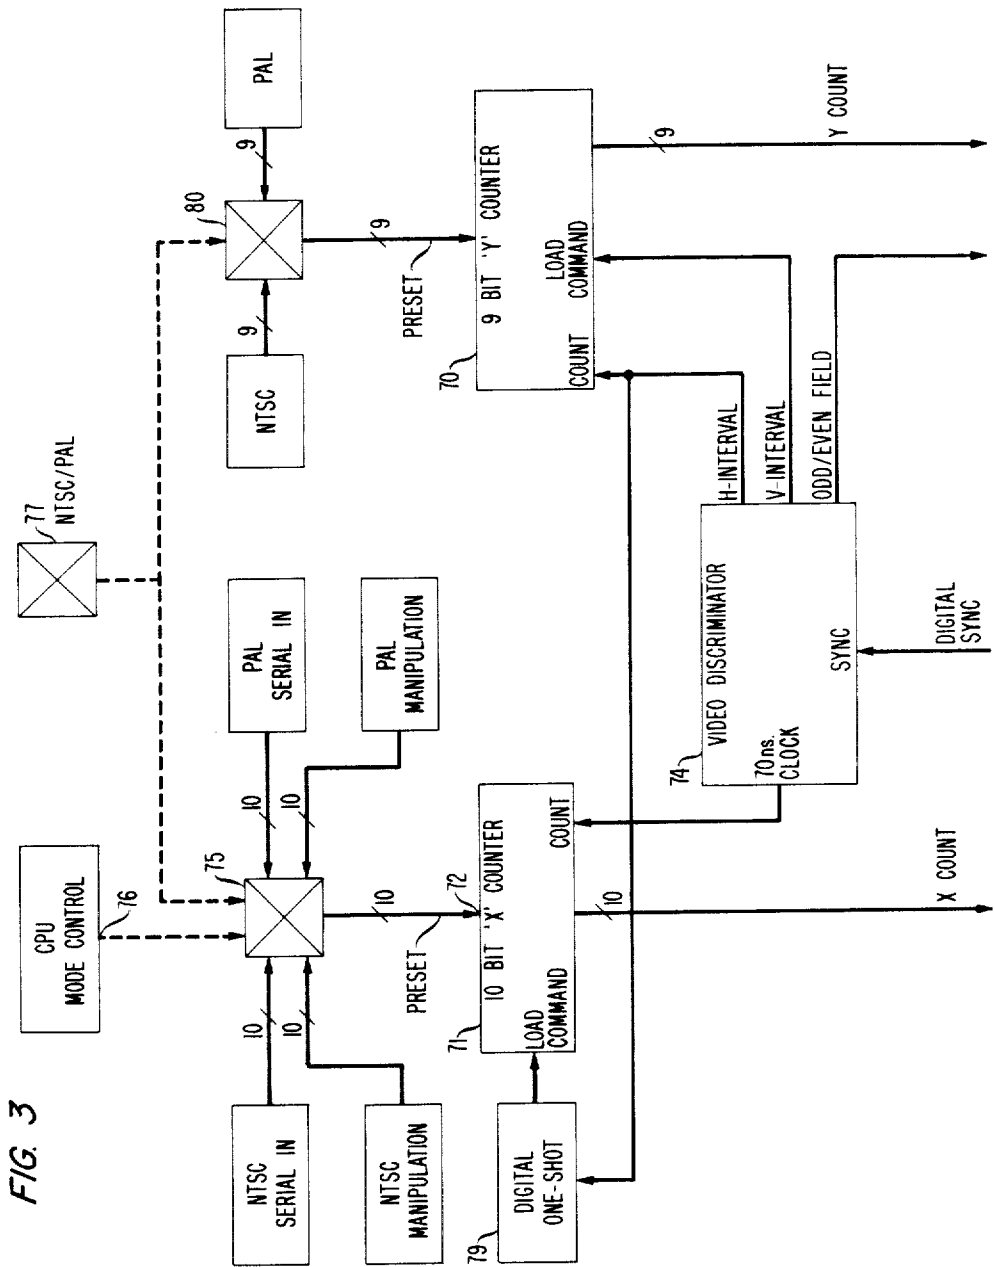 FIG. 3
CPU
MODE CONTROL
76
77
NTSC/PAL
NTSC
SERIAL IN
10
NTSC
MANIPULATION
10
75
PAL
SERIAL IN
10
PAL
MANIPULATION
10
NTSC
9
80
PAL
9
PRESET
10
72
PRESET
9
79
DIGITAL
ONE-SHOT
71
10 BIT 'X' COUNTER
LOAD
COMMAND
COUNT
10
X COUNT
70
9 BIT 'Y' COUNTER
COUNT
LOAD
COMMAND
9
Y COUNT
74
VIDEO DISCRIMINATOR
70ns.
CLOCK
SYNC
H-INTERVAL
V-INTERVAL
ODD/EVEN FIELD
DIGITAL
SYNC